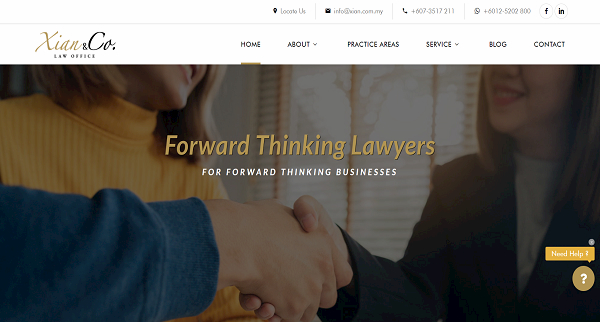 Locate Us
info@xian.com.my
+607-3517 211
+6012-5202 800
Xian &Co.
LAW OFFICE
HOME
ABOUT
PRACTICE AREAS
SERVICE
BLOG
CONTACT
Forward Thinking Lawyers
FOR FORWARD THINKING BUSINESSES
Need Help ?
?